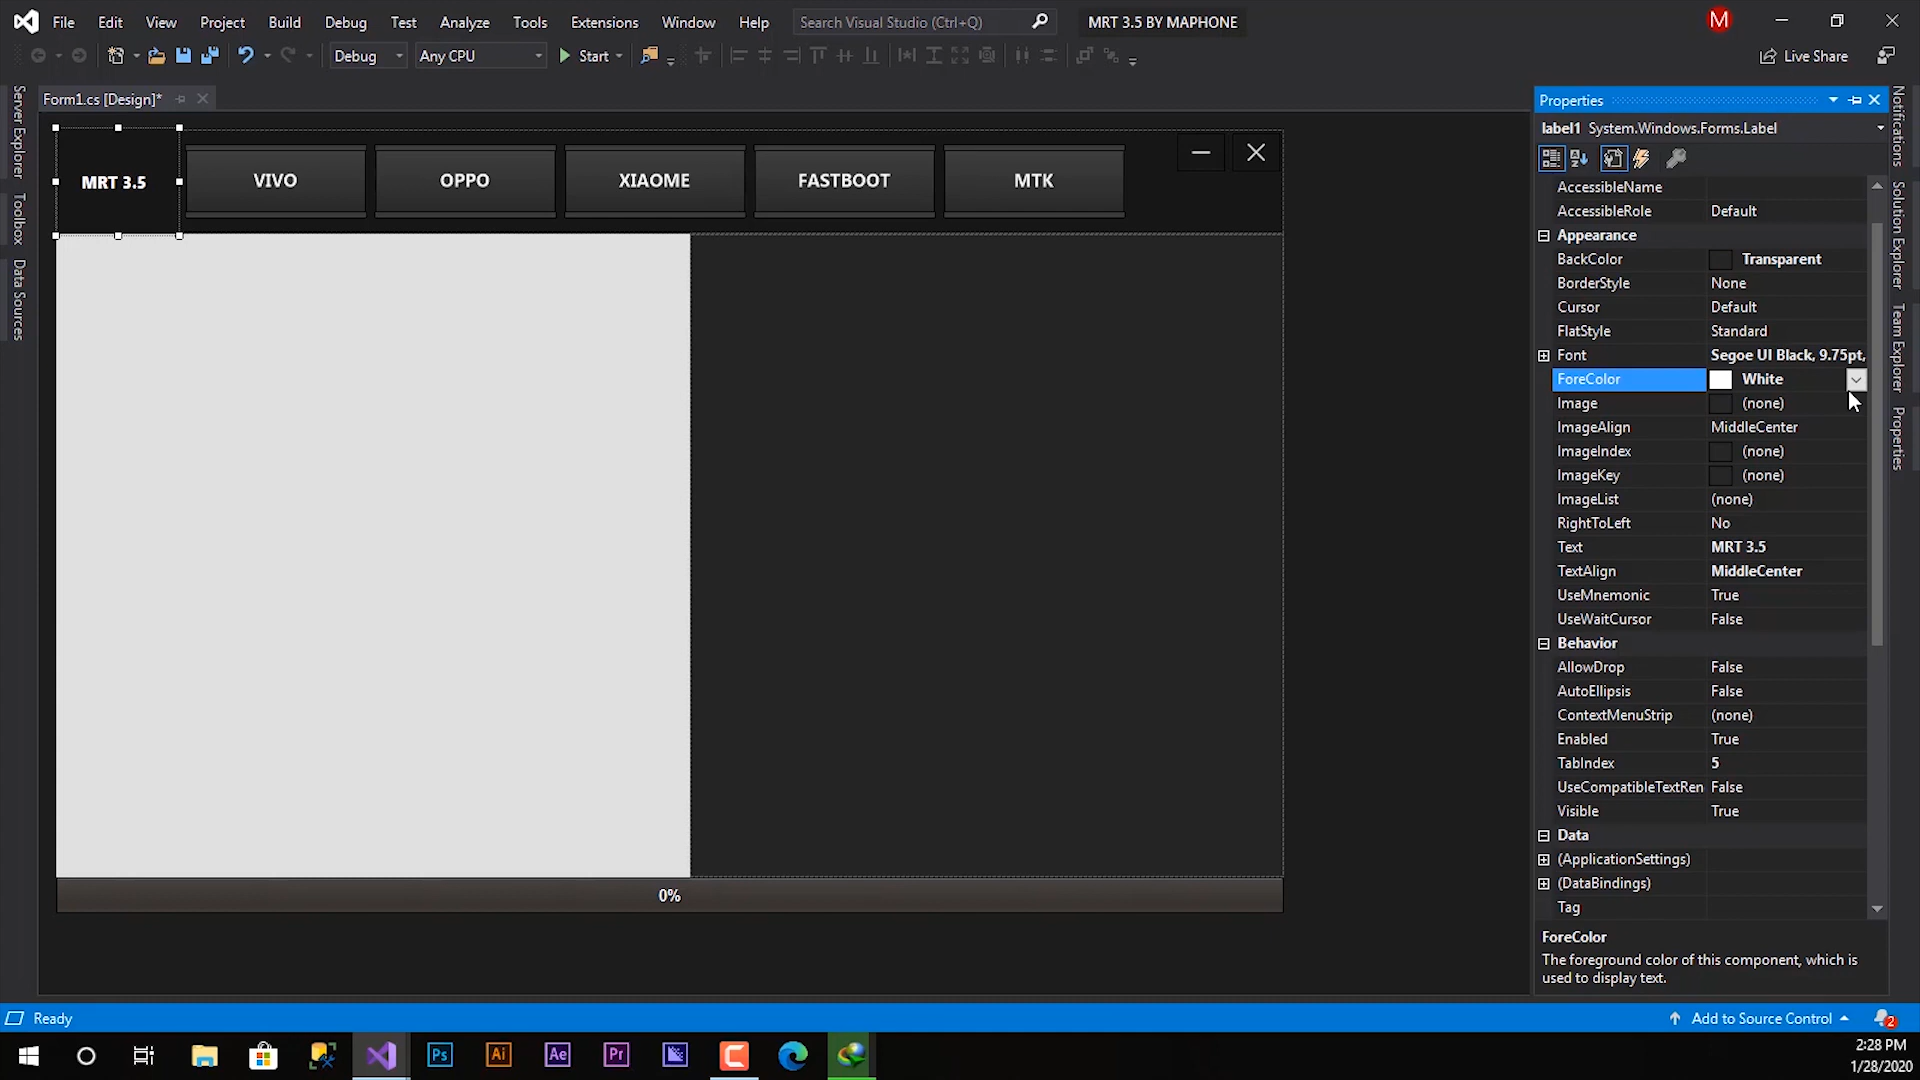 File Edit View Project Build Debug Test Analyze Tools Extensions Window Help Search Visual Studio (Ctrl+Q) MRT 3.5 BY MAPHONE M
Debug Any CPU Start Live Share
Form1.cs [Design]*
Server Explorer
Toolbox
Data Sources
MRT 3.5 VIVO OPPO XIAOME FASTBOOT MTK
0%
Properties
label1 System.Windows.Forms.Label
AccessibleName
AccessibleRole Default
Appearance
BackColor Transparent
BorderStyle None
Cursor Default
FlatStyle Standard
Font Segoe UI Black, 9.75pt,
ForeColor White
Image (none)
ImageAlign MiddleCenter
ImageIndex (none)
ImageKey (none)
ImageList (none)
RightToLeft No
Text MRT 3.5
TextAlign MiddleCenter
UseMnemonic True
UseWaitCursor False
Behavior
AllowDrop False
AutoEllipsis False
ContextMenuStrip (none)
Enabled True
TabIndex 5
UseCompatibleTextRen False
Visible True
Data
(ApplicationSettings)
(DataBindings)
Tag
ForeColor
The foreground color of this component, which is
used to display text.
Notifications
Solution Explorer
Team Explorer
Properties
Ready Add to Source Control 2
Ps Ai Ae Pr
2:28 PM
1/28/2020